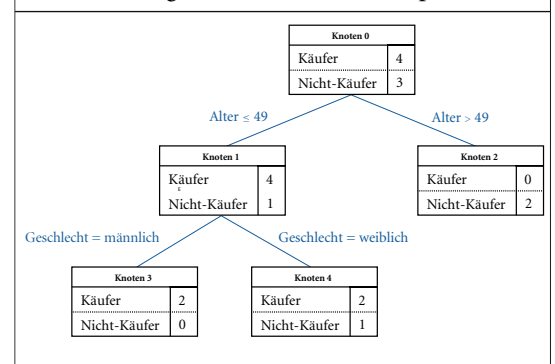 Knoten 0
Käufer 4
Nicht-Käufer 3
Alter ≤ 49
Alter > 49
Knoten 1
Käufer 4
Nicht-Käufer 1
Knoten 2
Käufer 0
Nicht-Käufer 2
Geschlecht = männlich
Geschlecht = weiblich
Knoten 3
Käufer 2
Nicht-Käufer 0
Knoten 4
Käufer 2
Nicht-Käufer 1